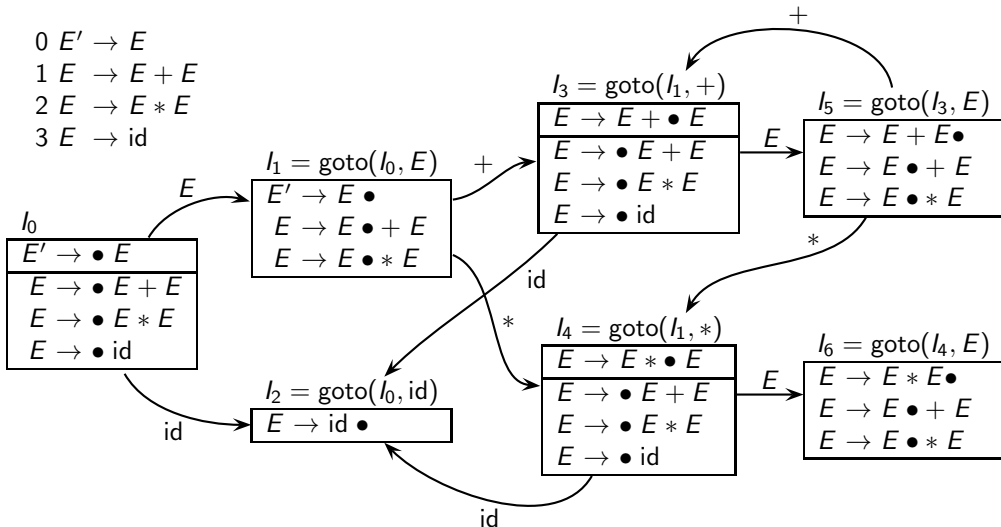 0 E′ → E
1 E → E + E
2 E → E * E
3 E → id
I0
E′ → • E
E → • E + E
E → • E * E
E → • id
E
id
I1 = goto(I0, E)
E′ → E •
E → E • + E
E → E • * E
+
*
I2 = goto(I0, id)
E → id •
I3 = goto(I1, +)
E → E + • E
E → • E + E
E → • E * E
E → • id
E
id
I4 = goto(I1, *)
E → E * • E
E → • E + E
E → • E * E
E → • id
E
id
+
I5 = goto(I3, E)
E → E + E•
E → E • + E
E → E • * E
*
I6 = goto(I4, E)
E → E * E•
E → E • + E
E → E • * E